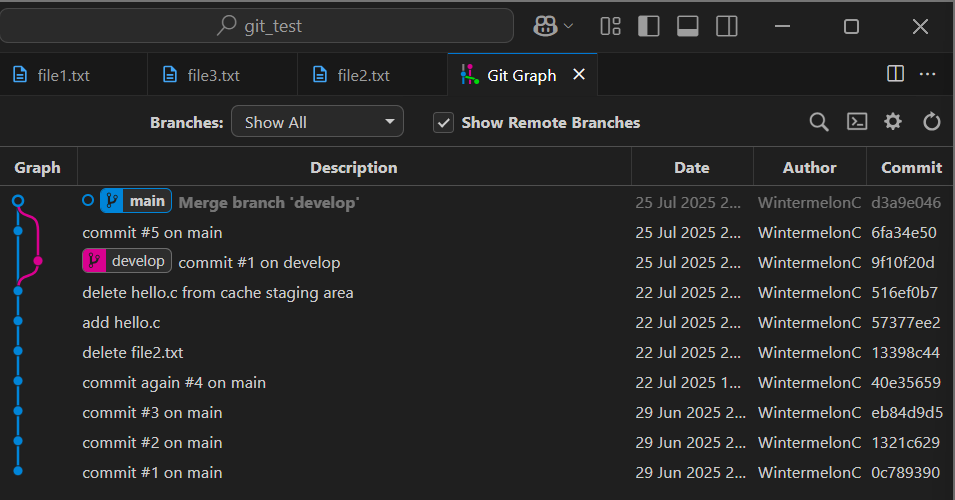 git_test
file1.txt file3.txt file2.txt Git Graph
Branches: Show All Show Remote Branches
Graph Description Date Author Commit
main Merge branch 'develop' 25 Jul 2025 2... WintermelonC d3a9e046
commit #5 on main 25 Jul 2025 2... WintermelonC 6fa34e50
develop commit #1 on develop 25 Jul 2025 2... WintermelonC 9f10f20d
delete hello.c from cache staging area 22 Jul 2025 2... WintermelonC 516ef0b7
add hello.c 22 Jul 2025 2... WintermelonC 57377ee2
delete file2.txt 22 Jul 2025 2... WintermelonC 13398c44
commit again #4 on main 22 Jul 2025 1... WintermelonC 40e35659
commit #3 on main 29 Jun 2025 2... WintermelonC eb84d9d5
commit #2 on main 29 Jun 2025 2... WintermelonC 1321c629
commit #1 on main 29 Jun 2025 2... WintermelonC 0c789390